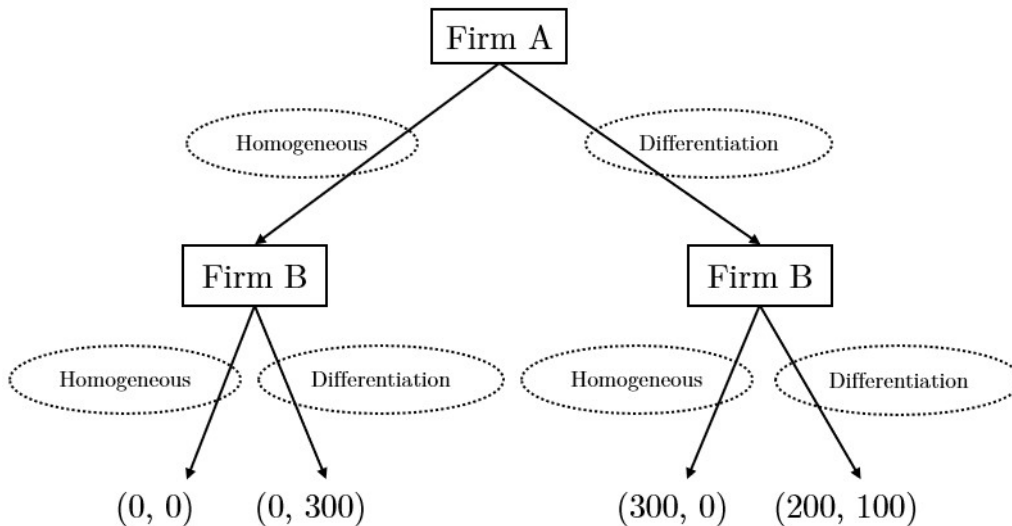 Firm A
Homogeneous
Differentiation
Firm B
Firm B
Homogeneous
Differentiation
Homogeneous
Differentiation
(0, 0)
(0, 300)
(300, 0)
(200, 100)